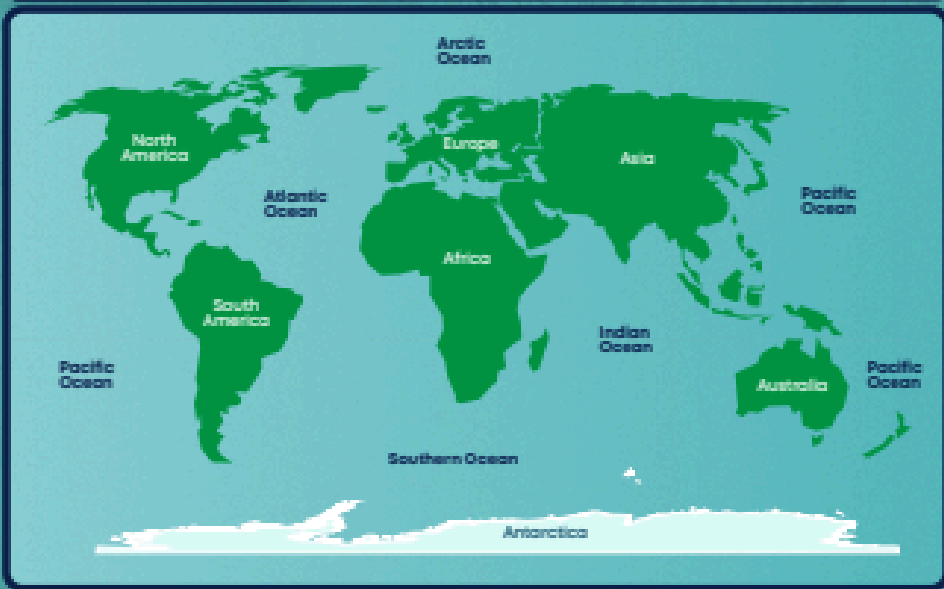 Arctic
Ocean
North
America
Europe
Asia
Atlantic
Ocean
Pacific
Ocean
Africa
South
America
Indian
Ocean
Pacific
Ocean
Australia
Pacific
Ocean
Southern Ocean
Antarctica